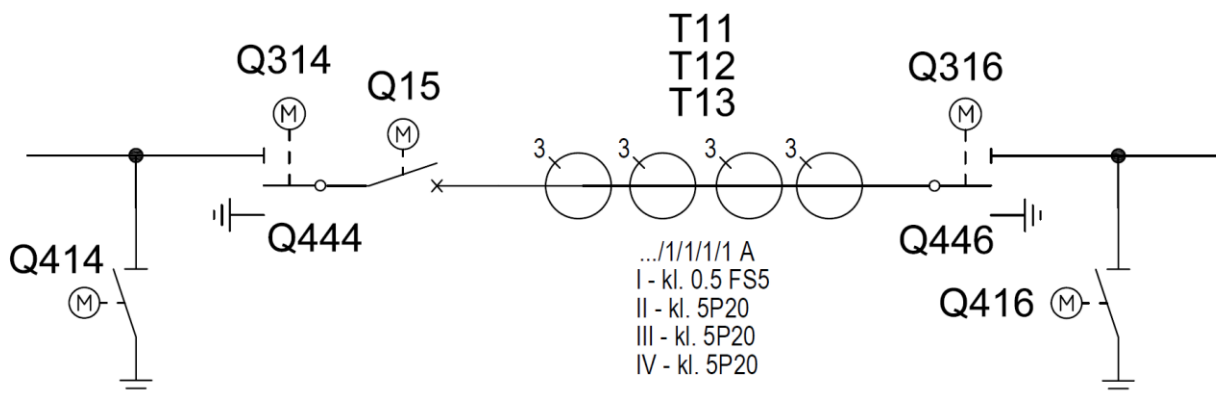 T11
T12
T13
Q314
Q316
Q15
M
M
M
3
3
3
3
Q444
Q446
Q414
Q416
M
M
.../1/1/1/1 A
I - kl. 0.5 FS5
II - kl. 5P20
III - kl. 5P20
IV - kl. 5P20